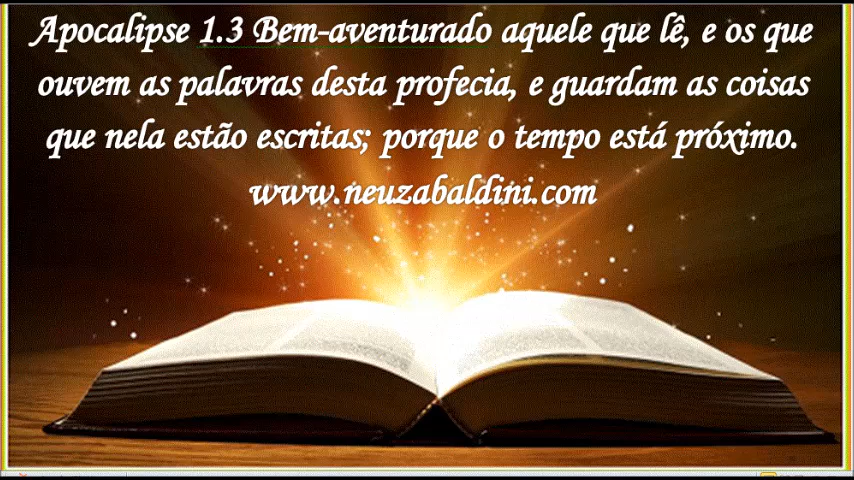 Apocalipse 1.3 Bem-aventurado aquele que lê, e os que
ouvem as palavras desta profecia, e guardam as coisas
que nela estão escritas; porque o tempo está próximo.
www.neuzabaldini.com